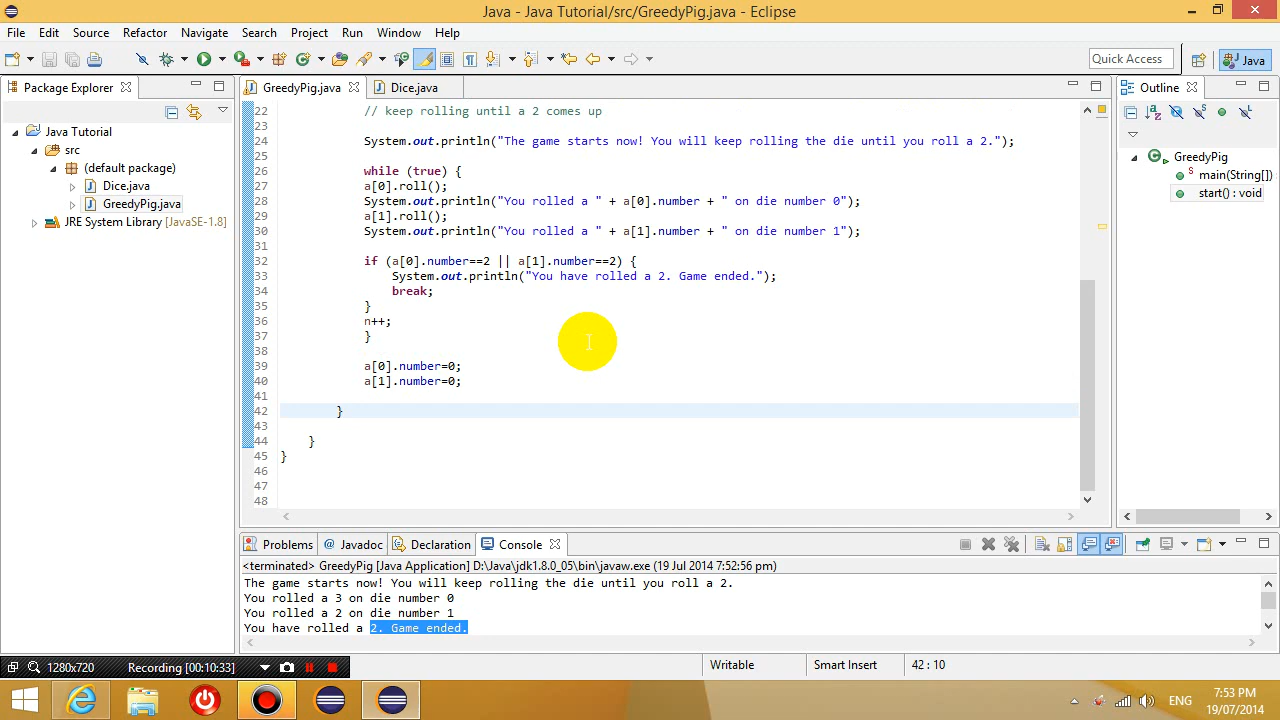 Java - Java Tutorial/src/GreedyPig.java - Eclipse
File Edit Source Refactor Navigate Search Project Run Window Help
Quick Access
Java
Package Explorer
GreedyPig.java
Dice.java
Outline
Java Tutorial
src
(default package)
Dice.java
GreedyPig.java
JRE System Library [JavaSE-1.8]
22 // keep rolling until a 2 comes up
23
24 System.out.println("The game starts now! You will keep rolling the die until you roll a 2.");
25
26 while (true) {
27 a[0].roll();
28 System.out.println("You rolled a " + a[0].number + " on die number 0");
29 a[1].roll();
30 System.out.println("You rolled a " + a[1].number + " on die number 1");
31
32 if (a[0].number==2 || a[1].number==2) {
33 System.out.println("You have rolled a 2. Game ended.");
34 break;
35 }
36 n++;
37 }
38
39 a[0].number=0;
40 a[1].number=0;
41
42 }
43
44 }
45 }
46
47
48
GreedyPig
main(String[])
start() : void
Problems @ Javadoc Declaration Console
<terminated> GreedyPig [Java Application] D:\Java\jdk1.8.0_05\bin\javaw.exe (19 Jul 2014 7:52:56 pm)
The game starts now! You will keep rolling the die until you roll a 2.
You rolled a 3 on die number 0
You rolled a 2 on die number 1
You have rolled a 2. Game ended.
1280x720 Recording [00:10:33]
Writable Smart Insert 42 : 10
ENG
7:53 PM
19/07/2014